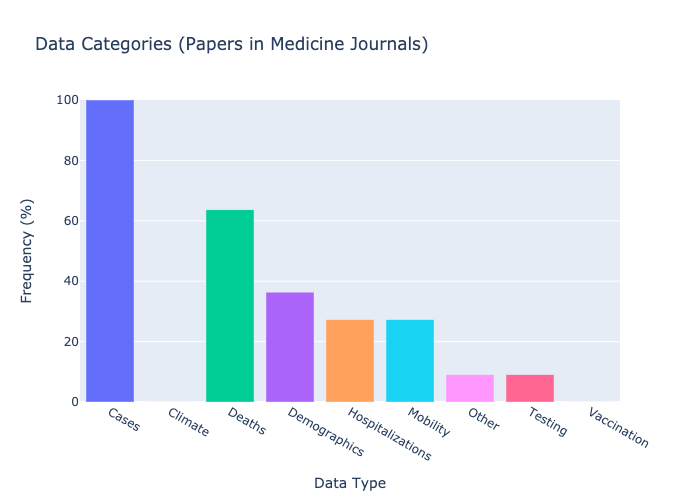 Data Categories (Papers in Medicine Journals)
100
80
60
40
20
0
Frequency (%)
Cases
Climate
Deaths
Demographics
Hospitalizations
Mobility
Other
Testing
Vaccination
Data Type